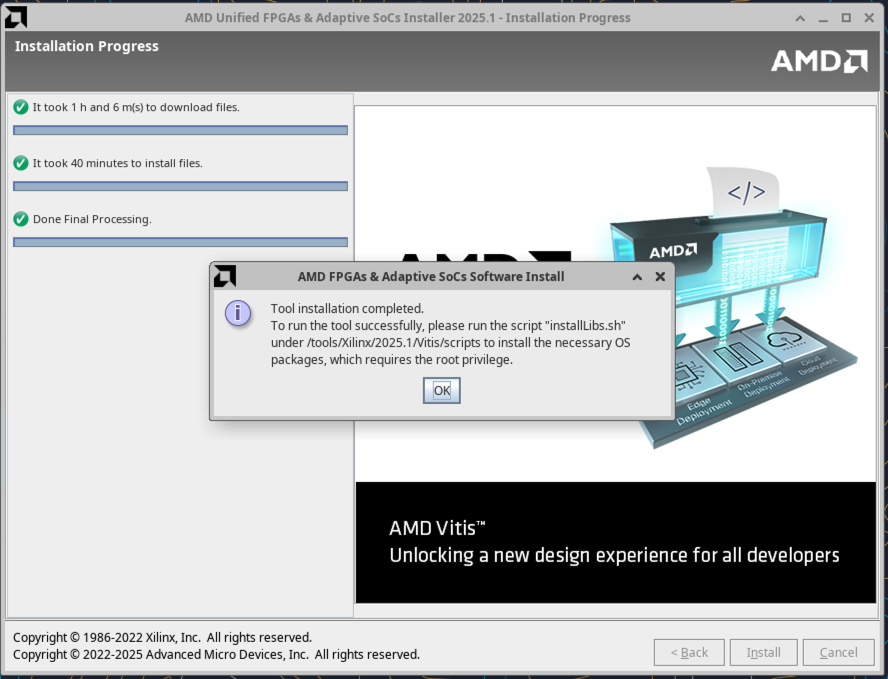 AMD Unified FPGAs & Adaptive SoCs Installer 2025.1 - Installation Progress
Installation Progress
AMD
It took 1 h and 6 m(s) to download files.
It took 40 minutes to install files.
Done Final Processing.
</>
AMD
AMD FPGAs & Adaptive SoCs Software Install
Tool installation completed.
To run the tool successfully, please run the script "installLibs.sh"
under /tools/Xilinx/2025.1/Vitis/scripts to install the necessary OS
packages, which requires the root privilege.
OK
Edge
Deployment
On-Premise
Deployment
Cloud
Deployment
AMD Vitis™
Unlocking a new design experience for all developers
Copyright © 1986-2022 Xilinx, Inc. All rights reserved.
Copyright © 2022-2025 Advanced Micro Devices, Inc. All rights reserved.
< Back
Install
Cancel